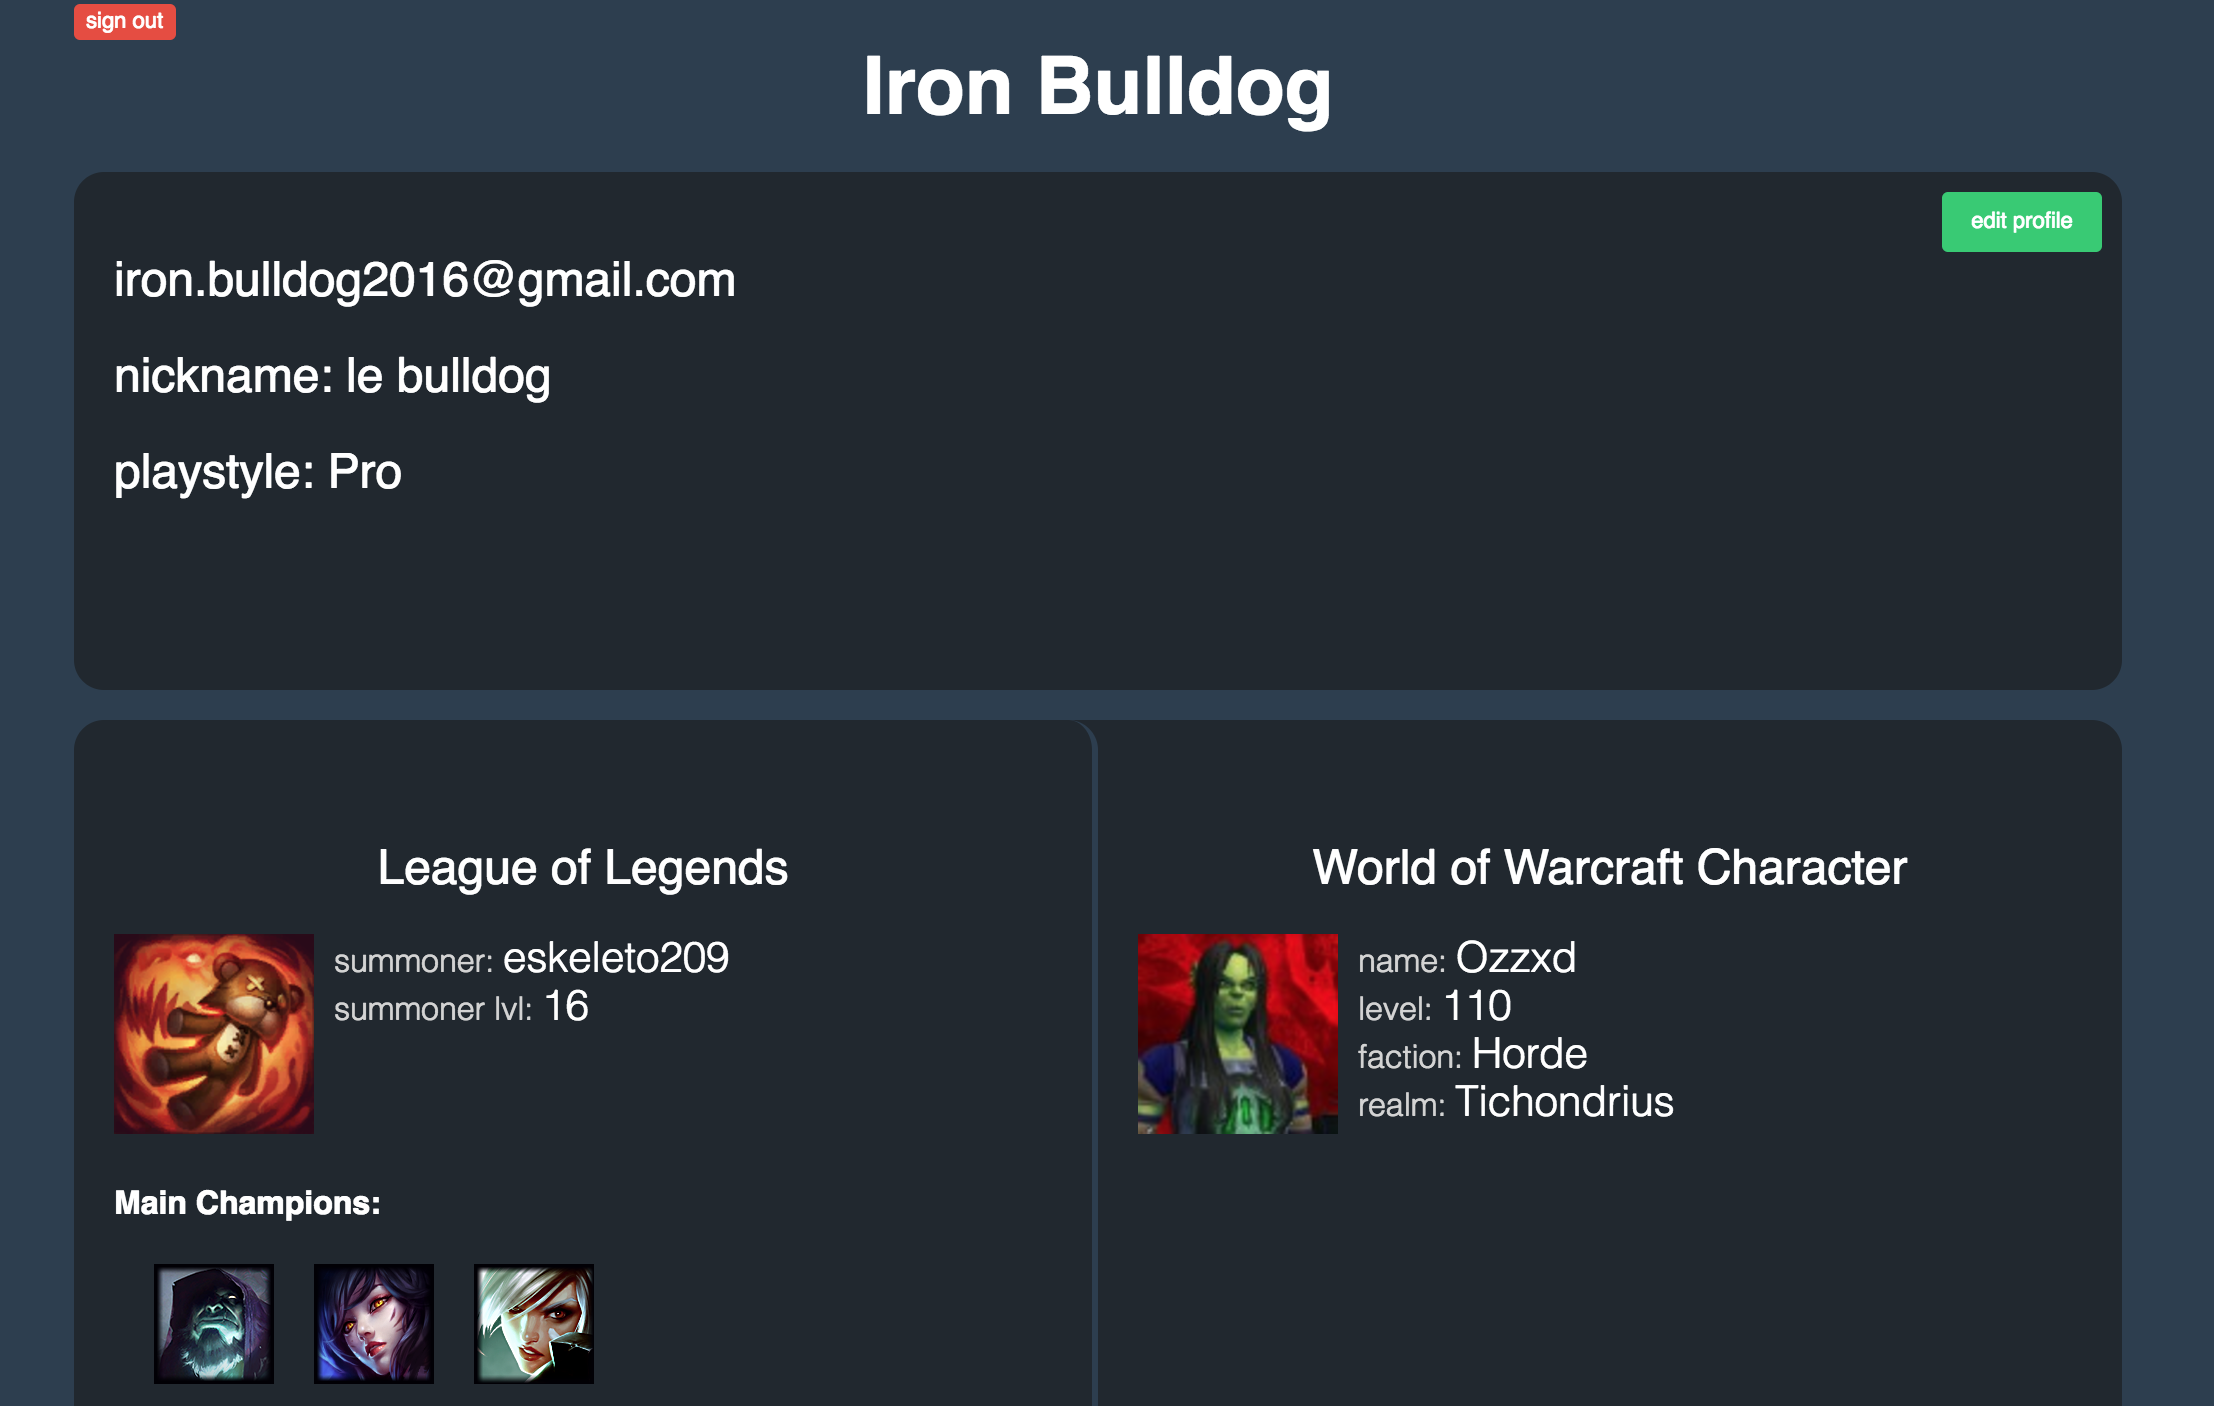 sign out
Iron Bulldog
edit profile
iron.bulldog2016@gmail.com
nickname: le bulldog
playstyle: Pro
League of Legends
summoner: eskeleto209
summoner lvl: 16
Main Champions:
World of Warcraft Character
name: Ozzxd
level: 110
faction: Horde
realm: Tichondrius